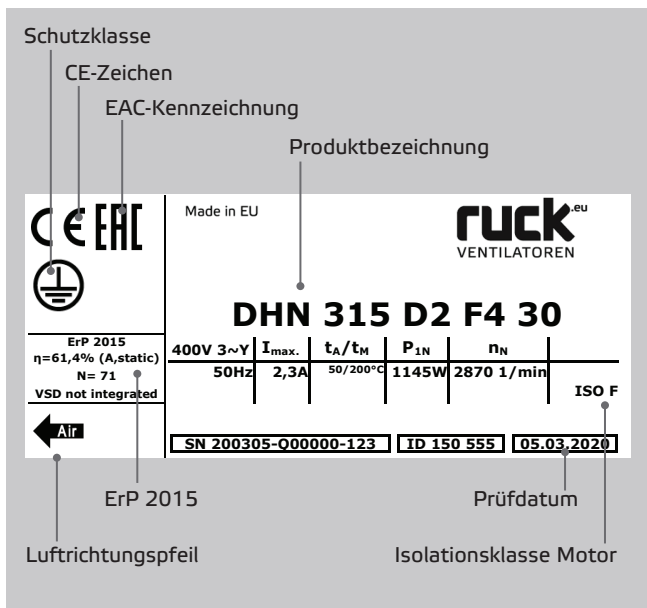 Schutzklasse
CE-Zeichen
EAC-Kennzeichnung
Produktbezeichnung
CE EAC
Made in EU
ruck.eu
VENTILATOREN
DHN 315 D2 F4 30
ErP 2015
η=61,4% (A,static)
N= 71
VSD not integrated
400V 3~Y Imax. tA/tM P1N nN
50Hz 2,3A 50/200°C 1145W 2870 1/min
ISO F
Air
SN 200305-Q00000-123 ID 150 555 05.03.2020
ErP 2015
Prüfdatum
Luftrichtungspfeil
Isolationsklasse Motor